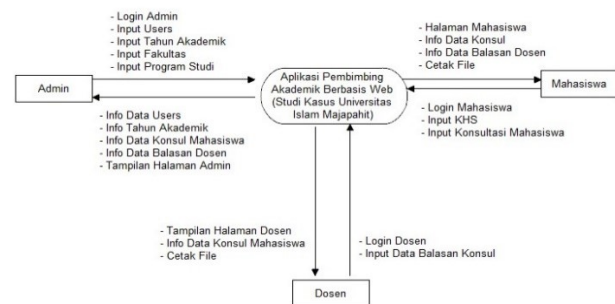 - Login Admin
- Input Users
- Input Tahun Akademik
- Input Fakultas
- Input Program Studi
Admin
- Info Data Users
- Info Tahun Akademik
- Info Data Konsul Mahasiswa
- Info Data Balasan Dosen
- Tampilan Halaman Admin
Aplikasi Pembimbing
Akademik Berbasis Web
(Studi Kasus Universitas
Islam Majapahit)
- Halaman Mahasiswa
- Info Data Konsul
- Info Data Balasan Dosen
- Cetak File
Mahasiswa
- Login Mahasiswa
- Input KHS
- Input Konsultasi Mahasiswa
- Tampilan Halaman Dosen
- Info Data Konsul Mahasiswa
- Cetak File
- Login Dosen
- Input Data Balasan Konsul
Dosen